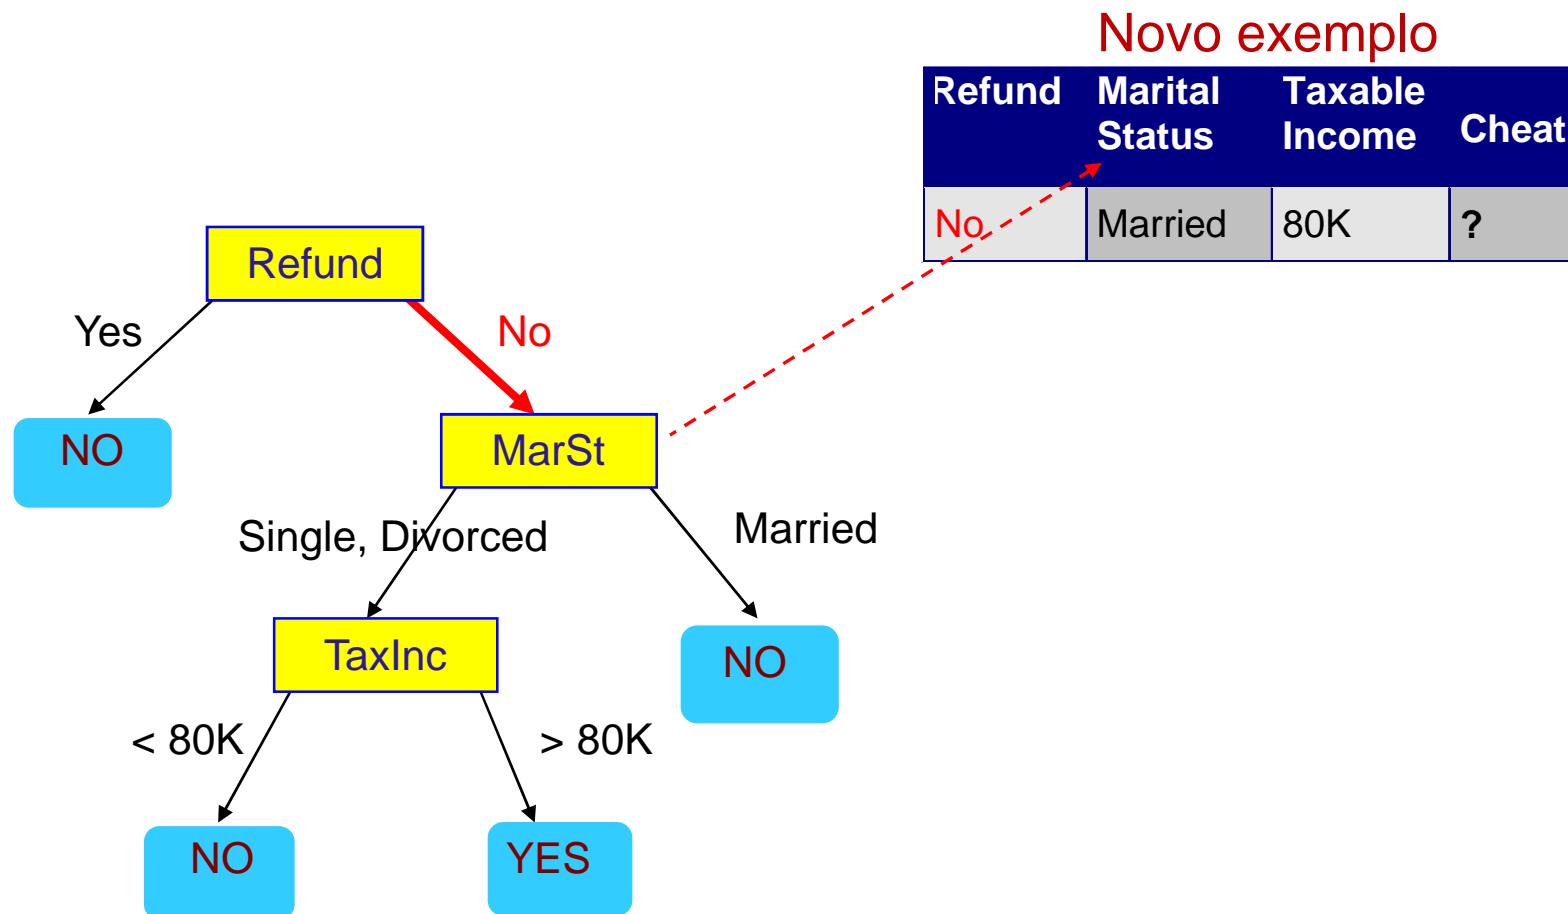 Novo exemplo
Refund Marital Taxable
Status Income Cheat
No Married 80K ?
Refund
Yes No
NO
MarSt
Single, Divorced Married
TaxInc
NO
< 80K > 80K
NO YES